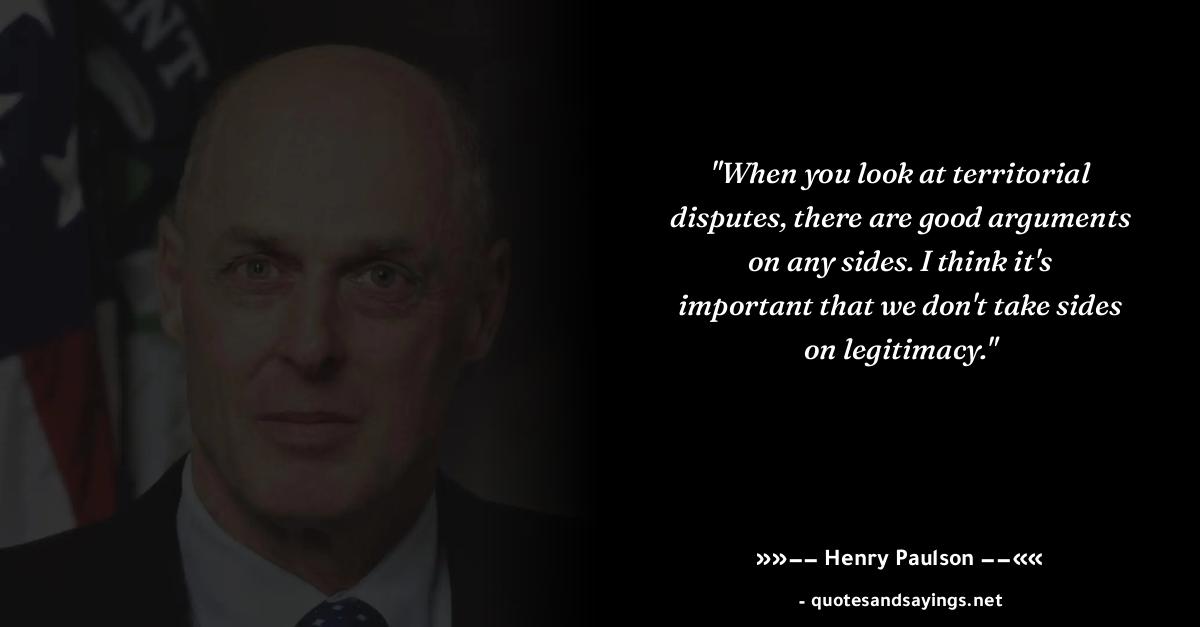 ENT
"When you look at territorial
disputes, there are good arguments
on any sides. I think it's
important that we don't take sides
on legitimacy."
»»−− Henry Paulson −−««
- quotesandsayings.net